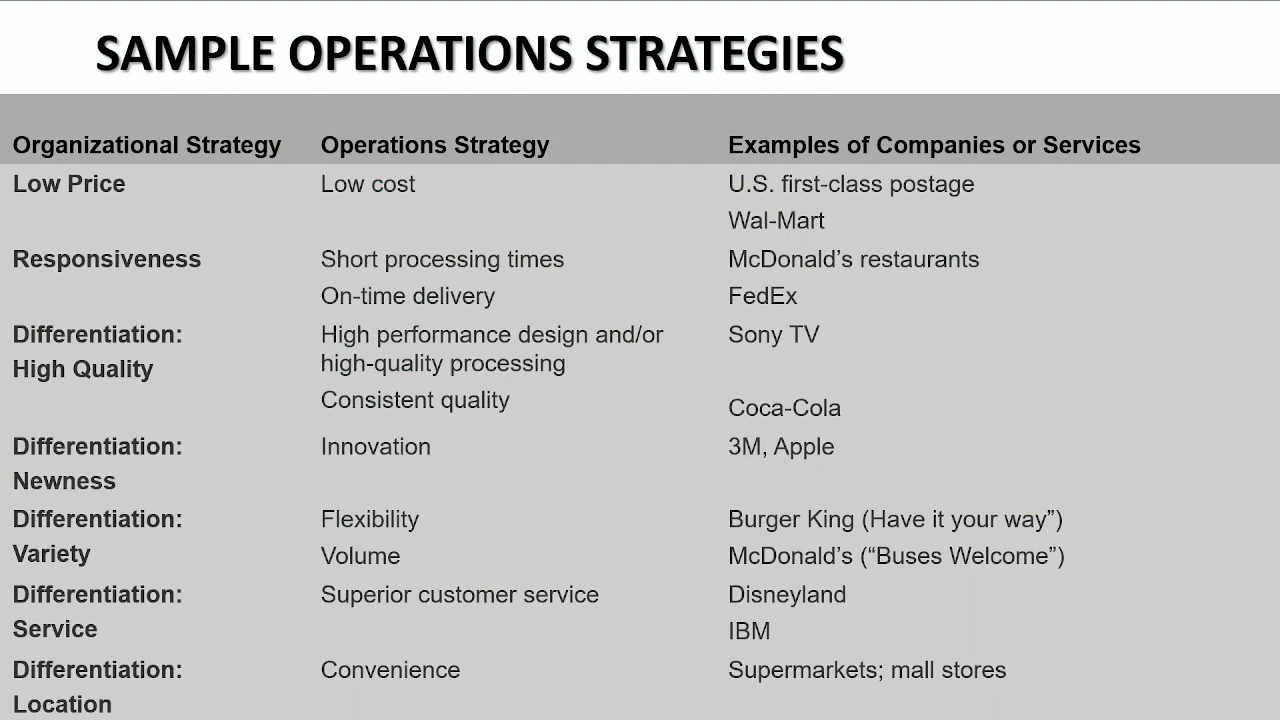 SAMPLE OPERATIONS STRATEGIES
Organizational Strategy Operations Strategy Examples of Companies or Services
Low Price Low cost U.S. first-class postage
Wal-Mart
Responsiveness Short processing times McDonald’s restaurants
On-time delivery FedEx
Differentiation: High performance design and/or Sony TV
High Quality high-quality processing
Consistent quality Coca-Cola
Differentiation: Innovation 3M, Apple
Newness
Differentiation: Flexibility Burger King (Have it your way”)
Variety Volume McDonald’s (“Buses Welcome”)
Differentiation: Superior customer service Disneyland
Service IBM
Differentiation: Convenience Supermarkets; mall stores
Location